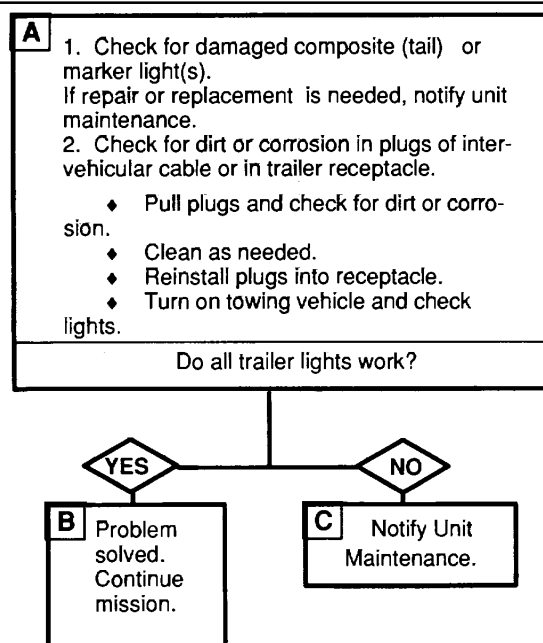 A
1. Check for damaged composite (tail) or
marker light(s).
If repair or replacement is needed, notify unit
maintenance.
2. Check for dirt or corrosion in plugs of inter-
vehicular cable or in trailer receptacle.
♦ Pull plugs and check for dirt or corro-
sion.
♦ Clean as needed.
♦ Reinstall plugs into receptacle.
♦ Turn on towing vehicle and check
lights.
Do all trailer lights work?
YES
NO
B
Problem
solved.
Continue
mission.
C
Notify Unit
Maintenance.